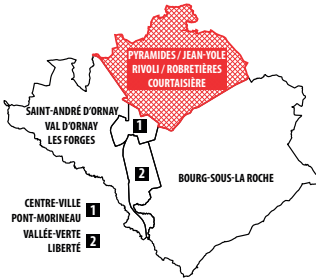 PYRAMIDES / JEAN-YOLE
RIVOLI / ROBRETIÈRES
COURTAISIÈRE
SAINT-ANDRÉ D'ORNAY
VAL D'ORNAY
LES FORGES
1
2
BOURG-SOUS-LA ROCHE
CENTRE-VILLE
PONT-MORINEAU
1
VALLÉE-VERTE
LIBERTÉ
2